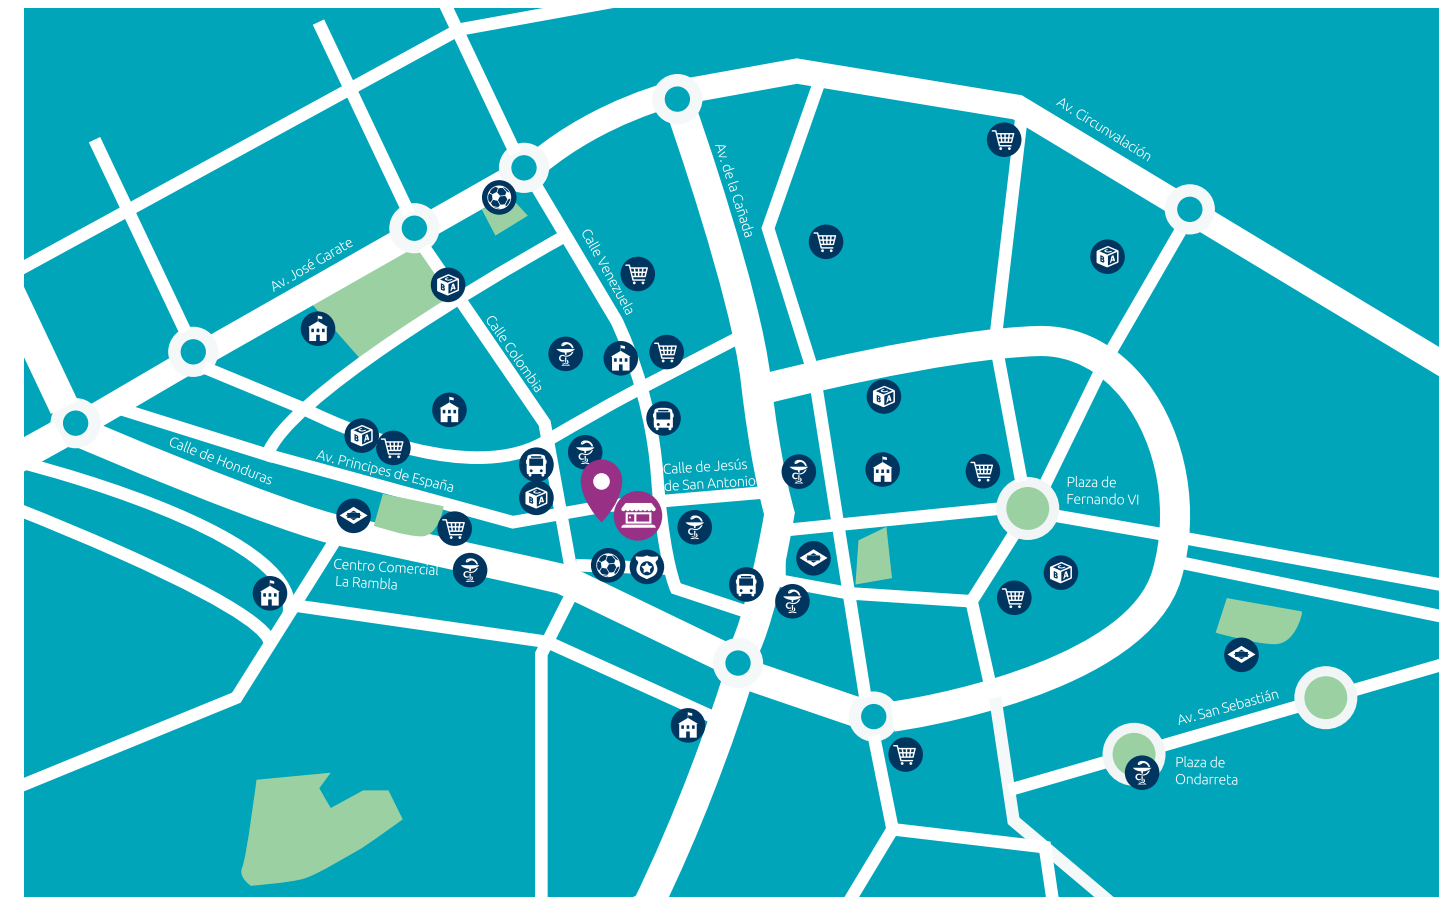 Av. Circunvalación
Av. de la Cañada
Av. José Garate
Calle Venezuela
Calle Colombia
Calle de Honduras
Av. Principes de España
Calle de Jesús
de San Antonio
Plaza de
Fernando VI
Centro Comercial
La Rambla
Av. San Sebastián
Plaza de
Ondarreta